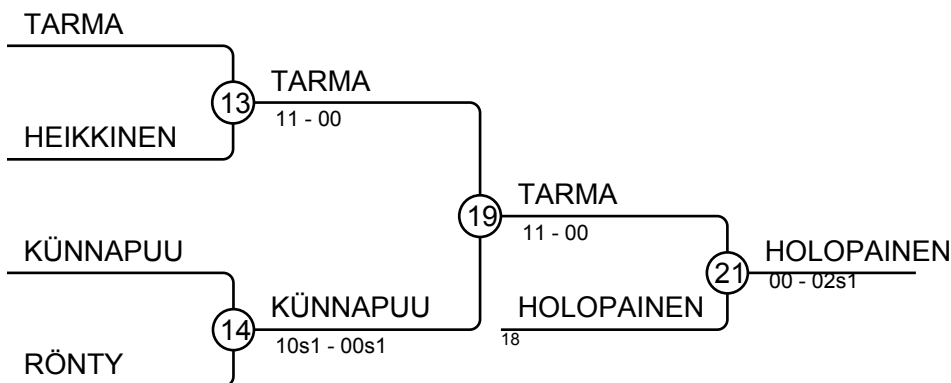 TARMA
13
TARMA
11 - 00
HEIKKINEN
19
TARMA
11 - 00
KÜNNAPUU
21
HOLOPAINEN
00 - 02s1
14
KÜNNAPUU
10s1 - 00s1
HOLOPAINEN
18
RÖNTY